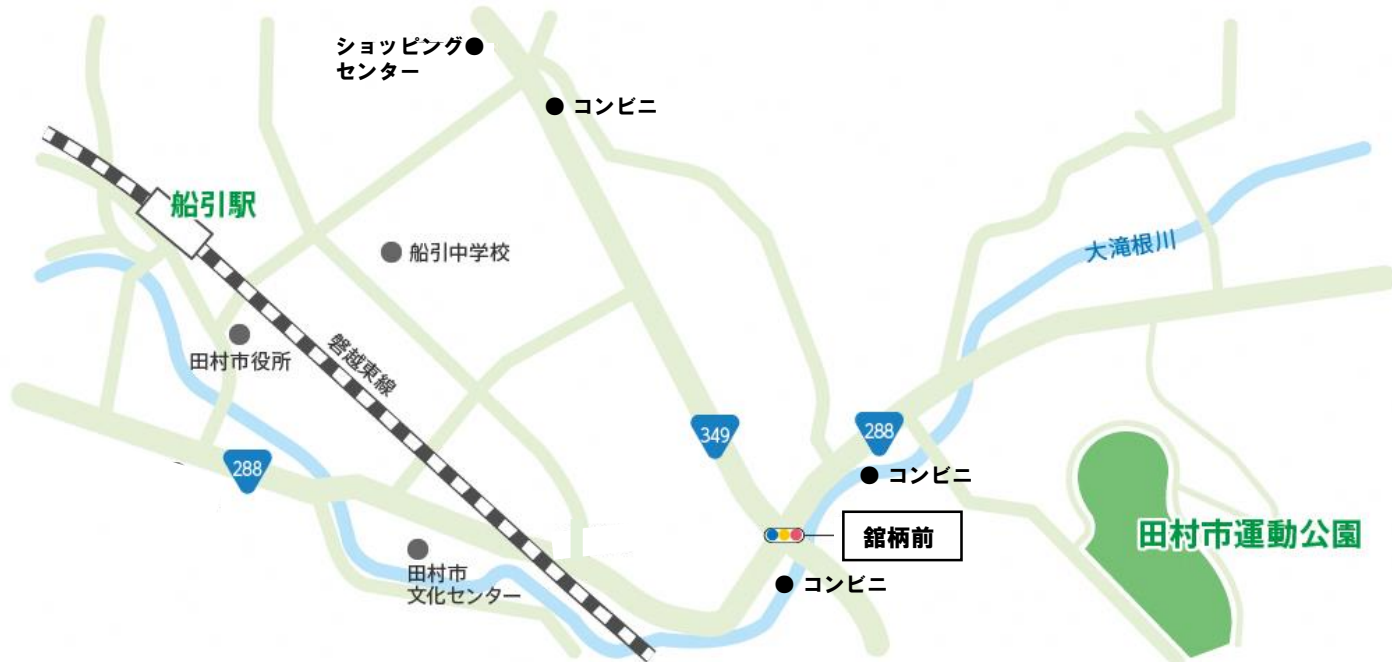 ショッピング
センター
コンビニ
船引駅
船引中学校
大滝根川
田村市役所
磐越東線
349
288
288
コンビニ
舘柄前
田村市運動公園
田村市
文化センター
コンビニ